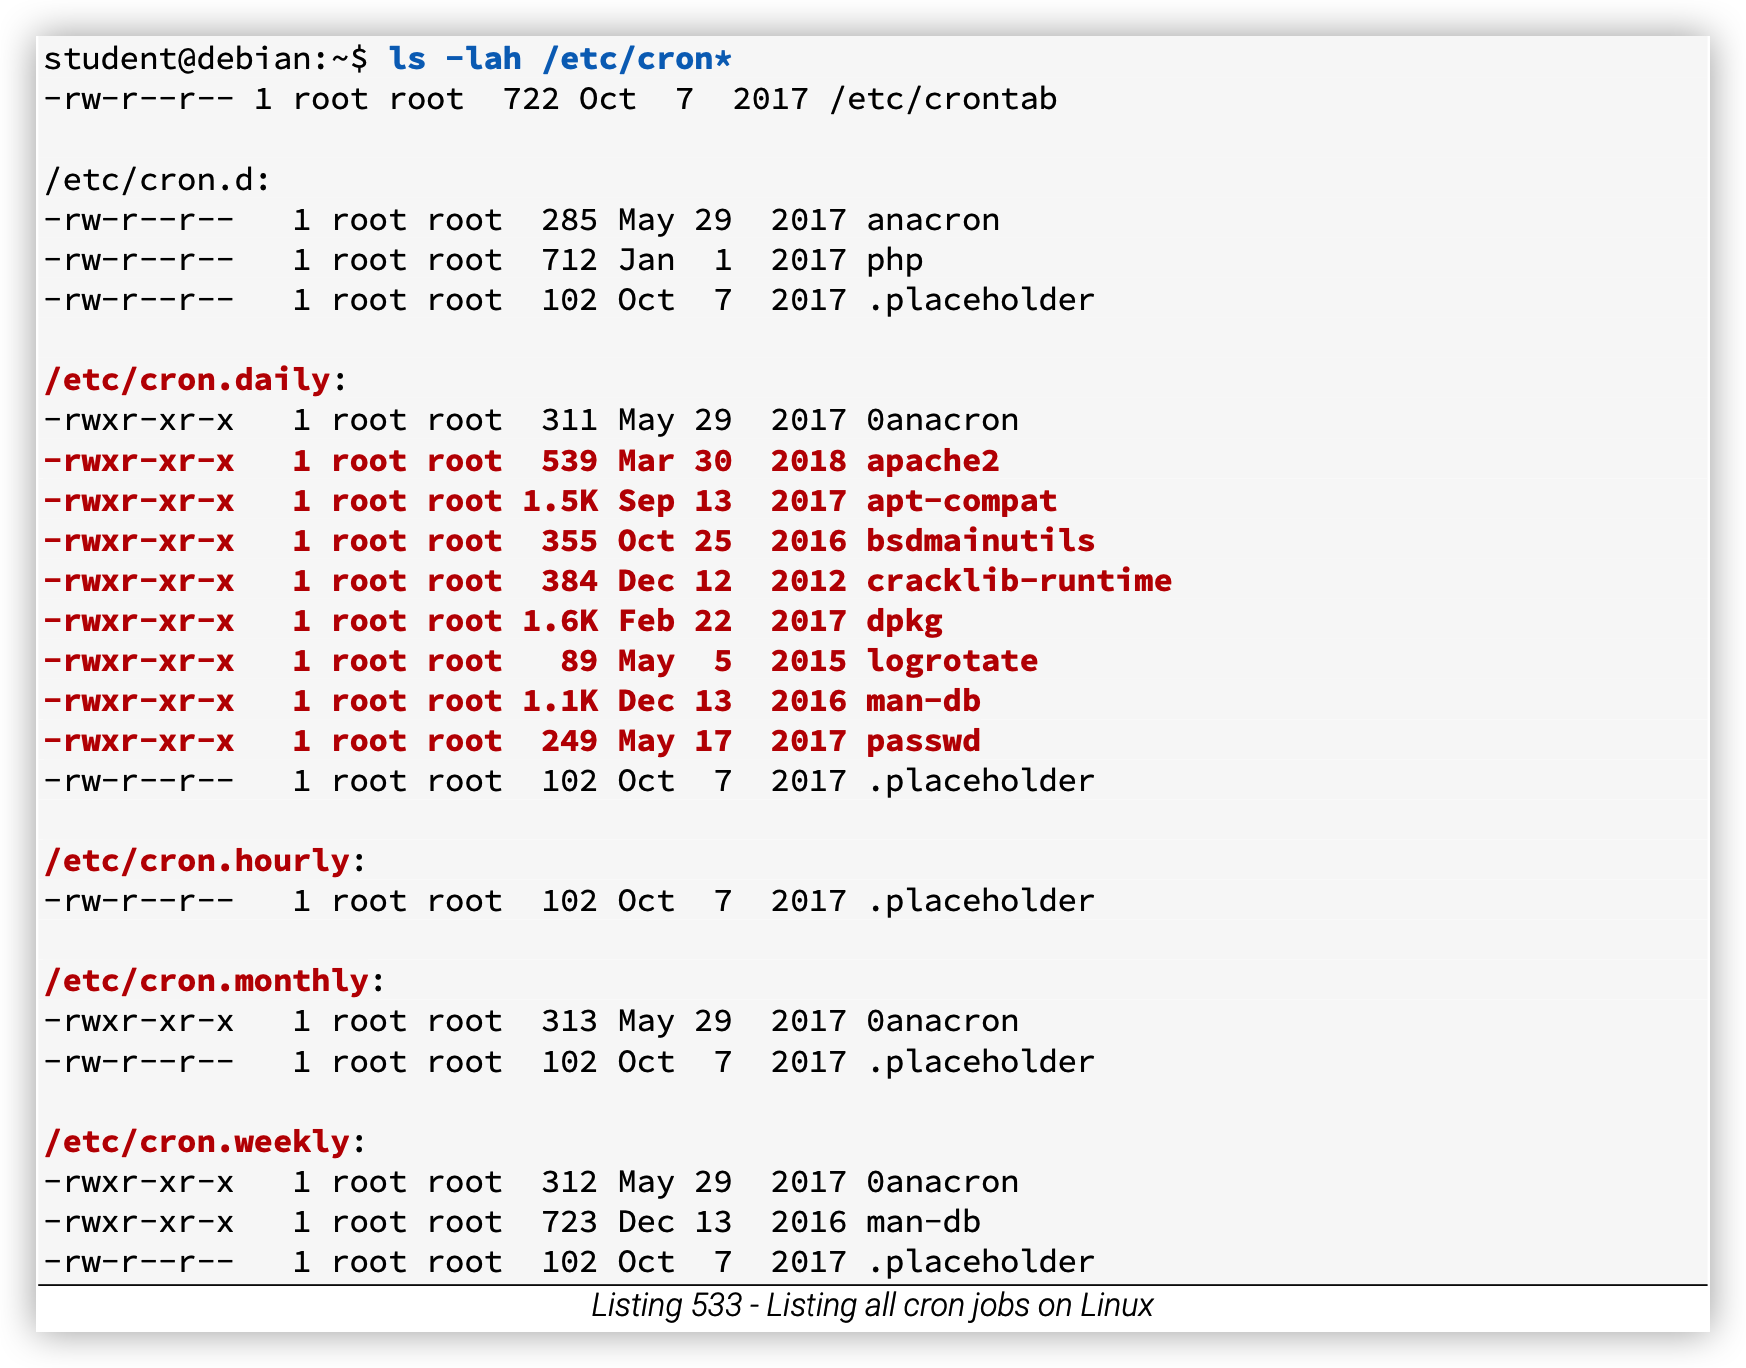 student@debian:~$ ls -lah /etc/cron*
-rw-r--r-- 1 root root  722 Oct  7  2017 /etc/crontab

/etc/cron.d:
-rw-r--r--   1 root root  285 May 29  2017 anacron
-rw-r--r--   1 root root  712 Jan  1  2017 php
-rw-r--r--   1 root root  102 Oct  7  2017 .placeholder

/etc/cron.daily:
-rwxr-xr-x   1 root root  311 May 29  2017 0anacron
-rwxr-xr-x   1 root root  539 Mar 30  2018 apache2
-rwxr-xr-x   1 root root 1.5K Sep 13  2017 apt-compat
-rwxr-xr-x   1 root root  355 Oct 25  2016 bsdmainutils
-rwxr-xr-x   1 root root  384 Dec 12  2012 cracklib-runtime
-rwxr-xr-x   1 root root 1.6K Feb 22  2017 dpkg
-rwxr-xr-x   1 root root   89 May  5  2015 logrotate
-rwxr-xr-x   1 root root 1.1K Dec 13  2016 man-db
-rwxr-xr-x   1 root root  249 May 17  2017 passwd
-rw-r--r--   1 root root  102 Oct  7  2017 .placeholder

/etc/cron.hourly:
-rw-r--r--   1 root root  102 Oct  7  2017 .placeholder

/etc/cron.monthly:
-rwxr-xr-x   1 root root  313 May 29  2017 0anacron
-rw-r--r--   1 root root  102 Oct  7  2017 .placeholder

/etc/cron.weekly:
-rwxr-xr-x   1 root root  312 May 29  2017 0anacron
-rwxr-xr-x   1 root root  723 Dec 13  2016 man-db
-rw-r--r--   1 root root  102 Oct  7  2017 .placeholder
Listing 533 - Listing all cron jobs on Linux